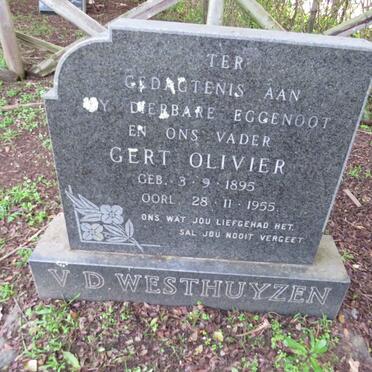 TER
GEDAGTENIS AAN
MY DIERBARE EGGENOOT
EN ONS VADER
GERT OLIVIER
GEB. 3-9-1895
OORL. 28-11-1955.
ONS WAT JOU LIEFGEHAD HET,
SAL JOU NOOIT VERGEET
V D WESTHUYZEN